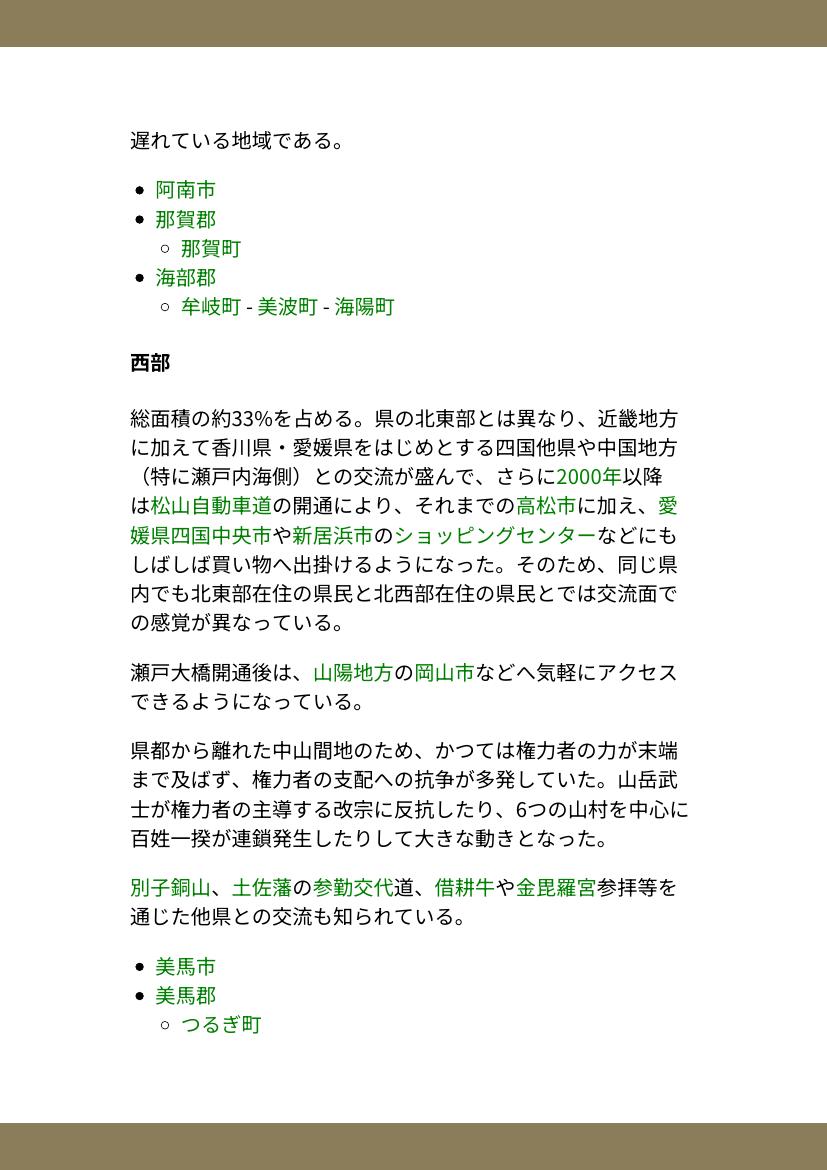 遅れている地域である。
• 阿南市
• 那賀郡
◦ 那賀町
• 海部郡
◦ 牟岐町 - 美波町 - 海陽町
西部
総面積の約33%を占める。県の北東部とは異なり、近畿地方
に加えて香川県・愛媛県をはじめとする四国他県や中国地方
（特に瀬戸内海側）との交流が盛んで、さらに2000年以降
は松山自動車道の開通により、それまでの高松市に加え、愛
媛県四国中央市や新居浜市のショッピングセンターなどにも
しばしば買い物へ出掛けるようになった。そのため、同じ県
内でも北東部在住の県民と北西部在住の県民とでは交流面で
の感覚が異なっている。
瀬戸大橋開通後は、山陽地方の岡山市などへ気軽にアクセス
できるようになっている。
県都から離れた中山間地のため、かつては権力者の力が末端
まで及ばず、権力者の支配への抗争が多発していた。山岳武
士が権力者の主導する改宗に反抗したり、6つの山村を中心に
百姓一揆が連鎖発生したりして大きな動きとなった。
別子銅山、土佐藩の参勤交代道、借耕牛や金毘羅宮参拝等を
通じた他県との交流も知られている。
• 美馬市
• 美馬郡
◦ つるぎ町